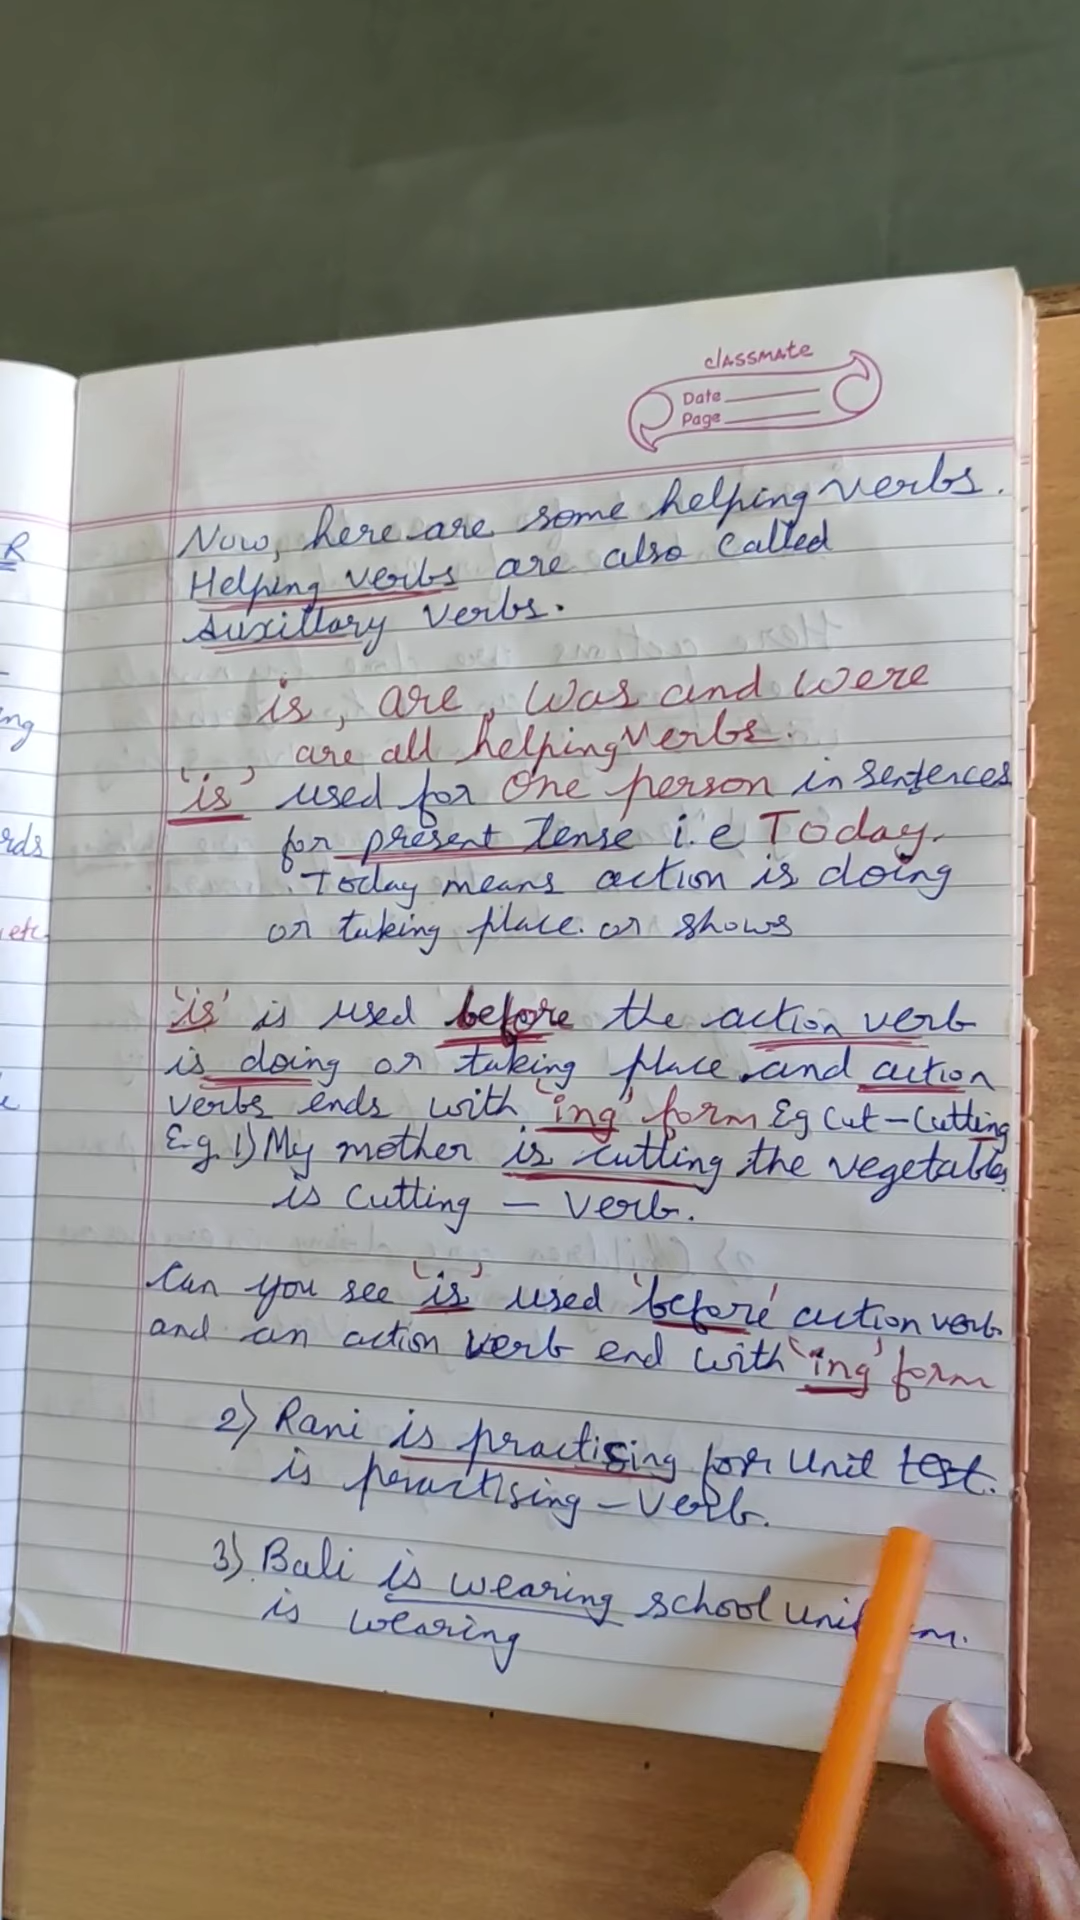 classmate
Date
Page
Now, here are some helping verbs.
Helping verbs are also called
Auxillary verbs.
is, are, was and were
are all helping verbs.
'is' used for one person in sentences
for present tense i.e Today.
Today means action is doing
or taking place. or shows
'is' is used before the action verb
is doing or taking place and action
verbs ends with 'ing' form Eg Cut - Cutting
Eg. 1) My mother is cutting the vegetables
is cutting - verb.
Can you see 'is' used 'before' action verb
and an action verb end with 'ing' form
2) Rani is practising for unit test.
is practising - Verb.
3) Bali is wearing school
is wearing
R
ng
rds
etc